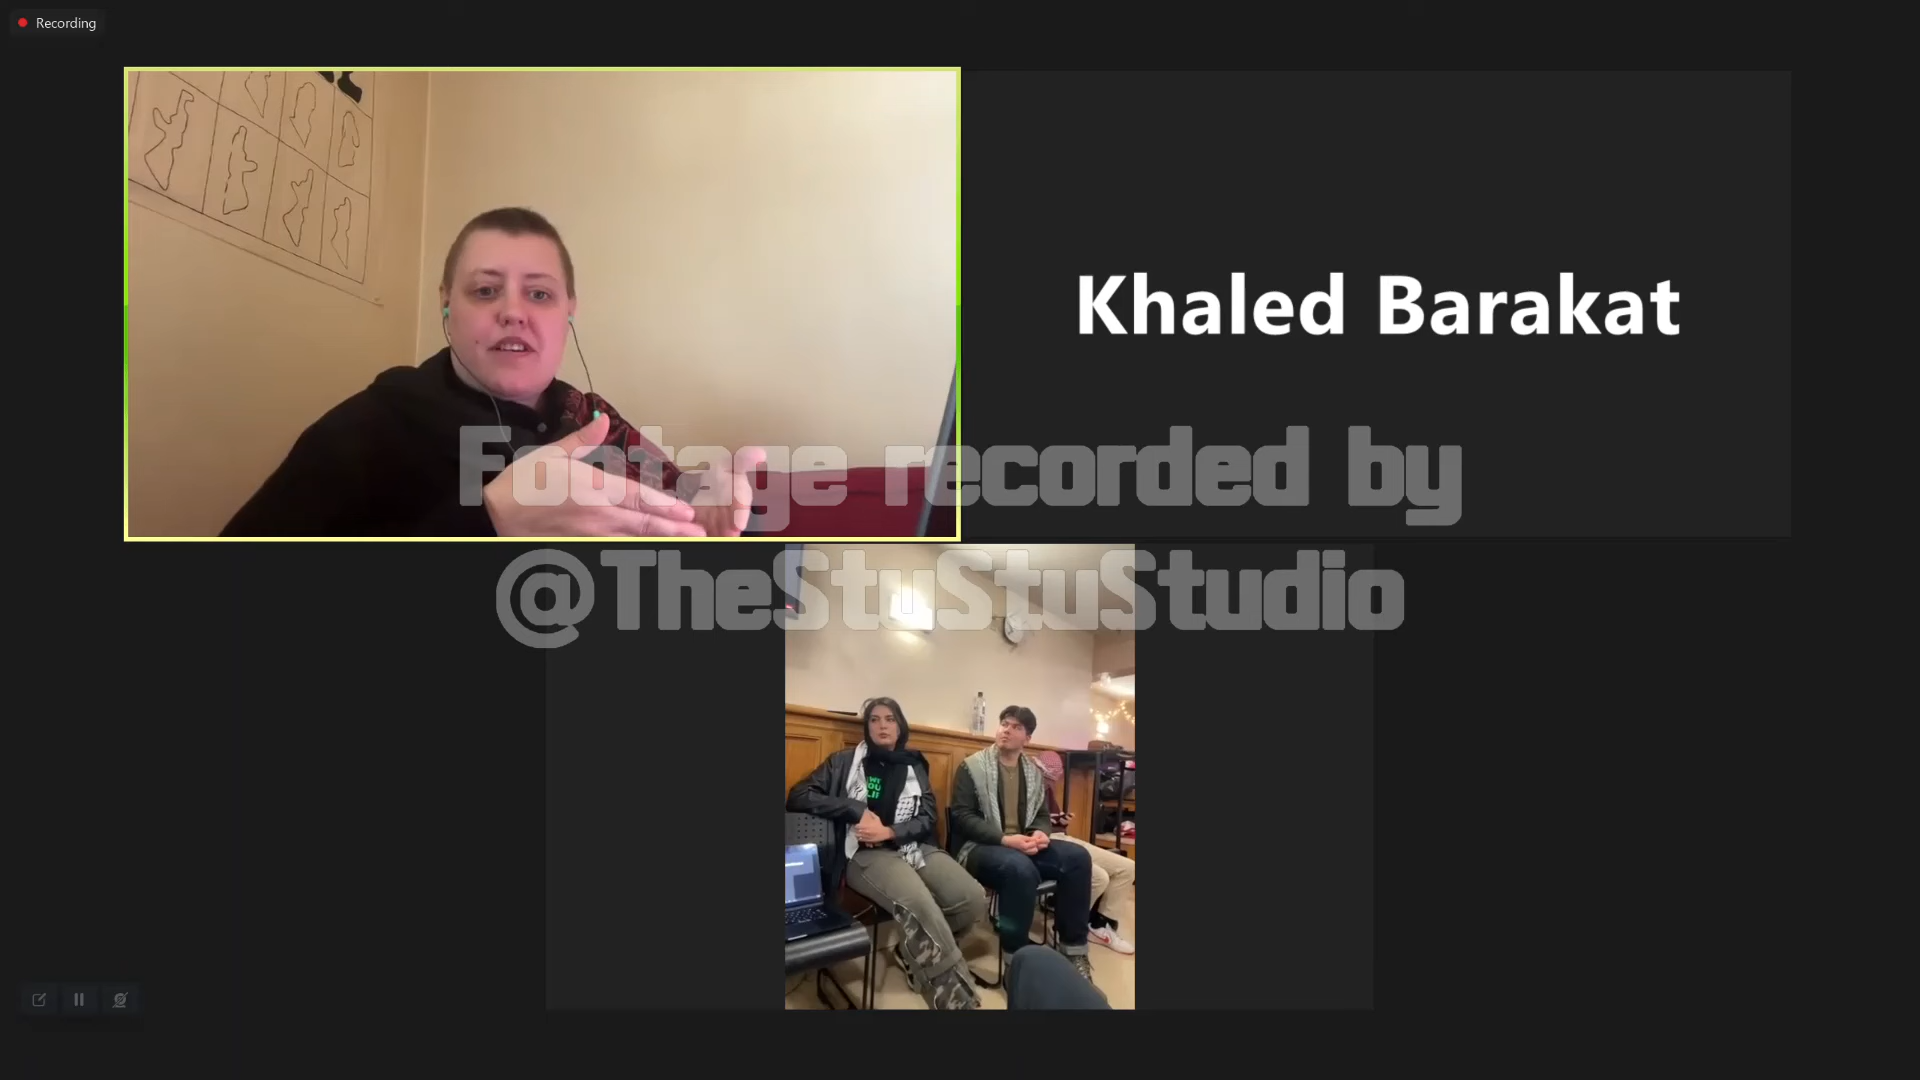 Recording
Khaled Barakat
Footage recorded by
@TheStuStuStudio